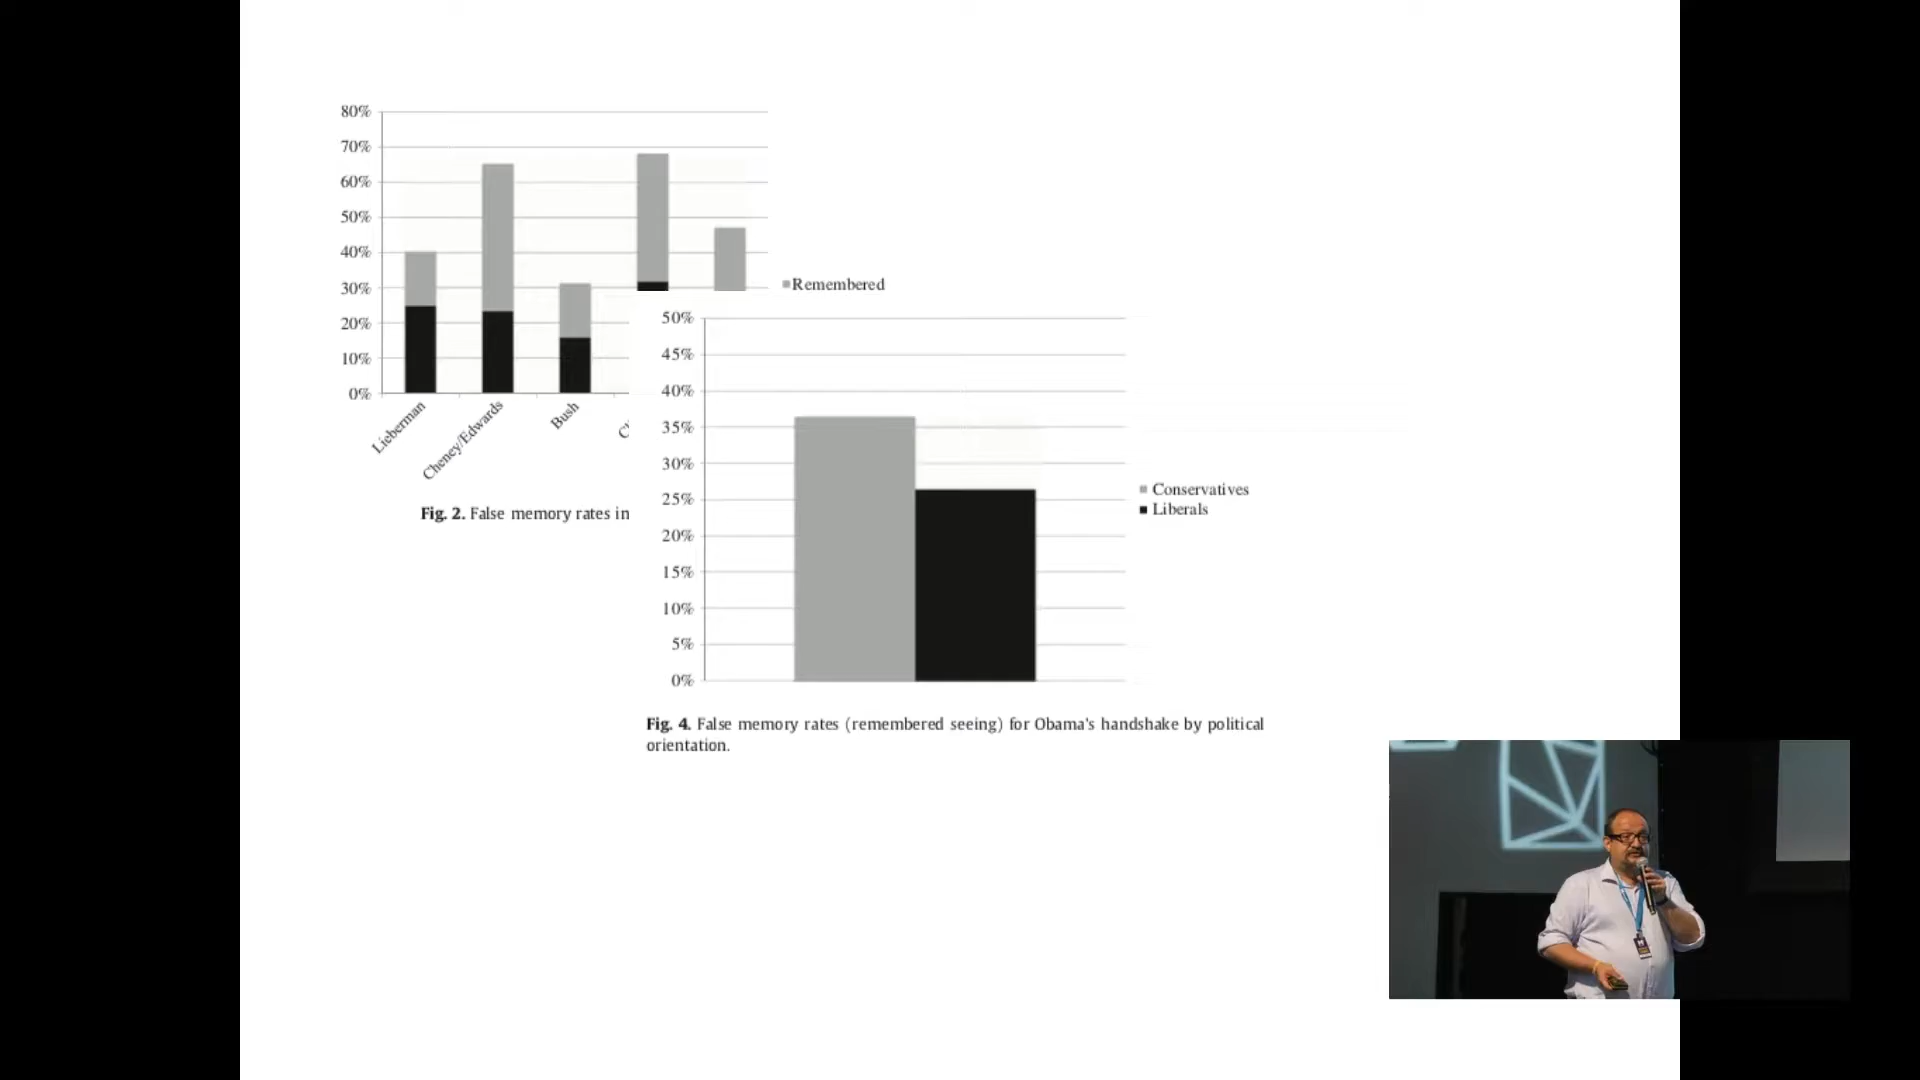 80%
70%
60%
50%
40%
30%
20%
10%
0%
Lieberman
Cheney/Edwards
Bush
Remembered
Fig. 2. False memory rates in
50%
45%
40%
35%
30%
25%
20%
15%
10%
5%
0%
Conservatives
Liberals
Fig. 4. False memory rates (remembered seeing) for Obama's handshake by political
orientation.